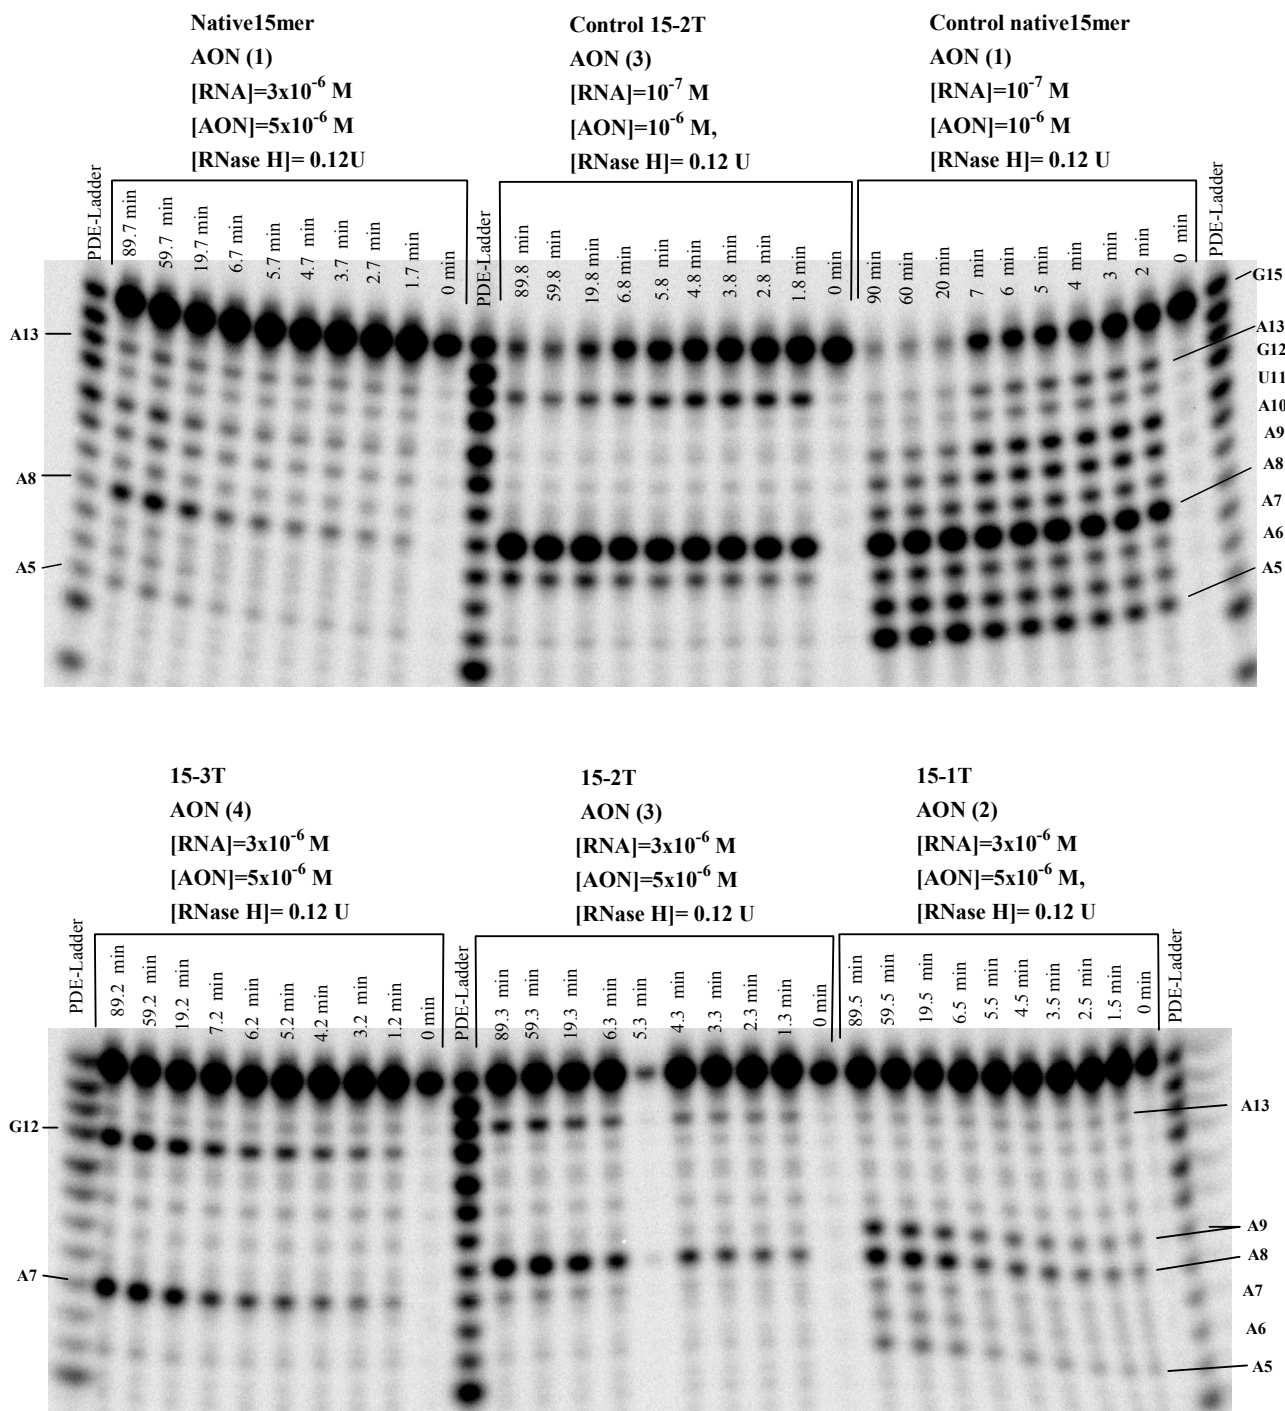 Native15mer
AON (1)
[RNA]=3x10⁻⁶ M
[AON]=5x10⁻⁶ M
[RNase H]= 0.12U
Control 15-2T
AON (3)
[RNA]=10⁻⁷ M
[AON]=10⁻⁶ M,
[RNase H]= 0.12 U
Control native15mer
AON (1)
[RNA]=10⁻⁷ M
[AON]=10⁻⁶ M
[RNase H]= 0.12 U
PDE-Ladder
89.7 min
59.7 min
19.7 min
6.7 min
5.7 min
4.7 min
3.7 min
2.7 min
1.7 min
0 min
PDE-Ladder
89.8 min
59.8 min
19.8 min
6.8 min
5.8 min
4.8 min
3.8 min
2.8 min
1.8 min
0 min
90 min
60 min
20 min
7 min
6 min
5 min
4 min
3 min
2 min
0 min
PDE-Ladder
A13
A8
A5
G15
A13
G12
U11
A10
A9
A8
A7
A6
A5
15-3T
AON (4)
[RNA]=3x10⁻⁶ M
[AON]=5x10⁻⁶ M
[RNase H]= 0.12 U
15-2T
AON (3)
[RNA]=3x10⁻⁶ M
[AON]=5x10⁻⁶ M
[RNase H]= 0.12 U
15-1T
AON (2)
[RNA]=3x10⁻⁶ M
[AON]=5x10⁻⁶ M,
[RNase H]= 0.12 U
PDE-Ladder
89.2 min
59.2 min
19.2 min
7.2 min
6.2 min
5.2 min
4.2 min
3.2 min
1.2 min
0 min
PDE-Ladder
89.3 min
59.3 min
19.3 min
6.3 min
5.3 min
4.3 min
3.3 min
2.3 min
1.3 min
0 min
89.5 min
59.5 min
19.5 min
6.5 min
5.5 min
4.5 min
3.5 min
2.5 min
1.5 min
0 min
PDE-Ladder
G12
A7
A13
A9
A8
A7
A6
A5